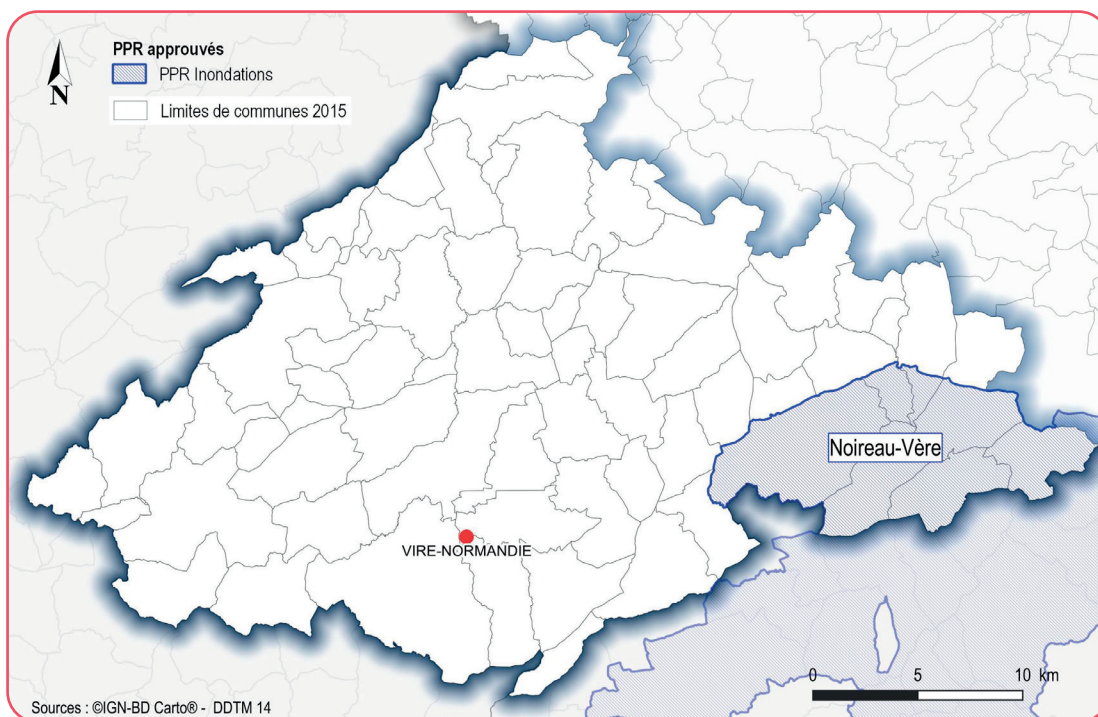 PPR approuvés
PPR Inondations
Limites de communes 2015
N
Noireau-Vère
VIRE-NORMANDIE
0 5 10 km
Sources : ©IGN-BD Carto® - DDTM 14